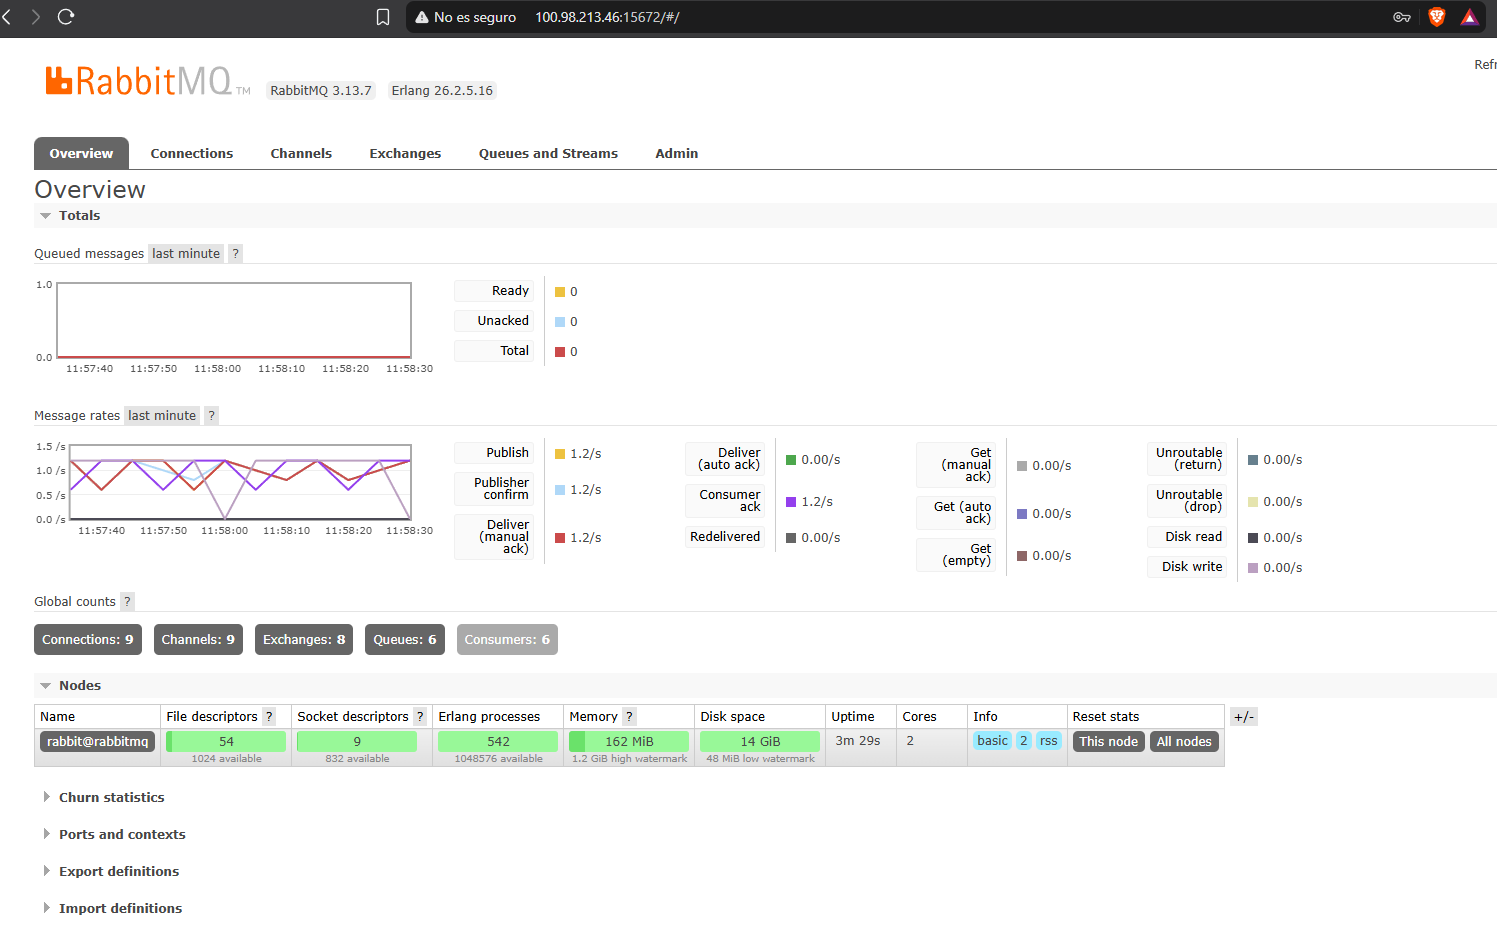 No es seguro 100.98.213.46:15672/#/
RabbitMQ TM RabbitMQ 3.13.7 Erlang 26.2.5.16
Refr
Overview Connections Channels Exchanges Queues and Streams Admin
Overview
Totals
Queued messages last minute ?
1.0
0.0
11:57:40 11:57:50 11:58:00 11:58:10 11:58:20 11:58:30
Ready 0
Unacked 0
Total 0
Message rates last minute ?
1.5 /s
1.0 /s
0.5 /s
0.0 /s
11:57:40 11:57:50 11:58:00 11:58:10 11:58:20 11:58:30
Publish 1.2/s
Publisher
confirm 1.2/s
Deliver
(manual
ack) 1.2/s
Deliver
(auto ack) 0.00/s
Consumer
ack 1.2/s
Redelivered 0.00/s
Get
(manual
ack) 0.00/s
Get (auto
ack) 0.00/s
Get
(empty) 0.00/s
Unroutable
(return) 0.00/s
Unroutable
(drop) 0.00/s
Disk read 0.00/s
Disk write 0.00/s
Global counts ?
Connections: 9 Channels: 9 Exchanges: 8 Queues: 6 Consumers: 6
Nodes
Name File descriptors ? Socket descriptors ? Erlang processes Memory ? Disk space Uptime Cores Info Reset stats +/-
rabbit@rabbitmq 54 9 542 162 MiB 14 GiB 3m 29s 2 basic 2 rss This node All nodes
1024 available 832 available 1048576 available 1.2 GiB high watermark 48 MiB low watermark
Churn statistics
Ports and contexts
Export definitions
Import definitions